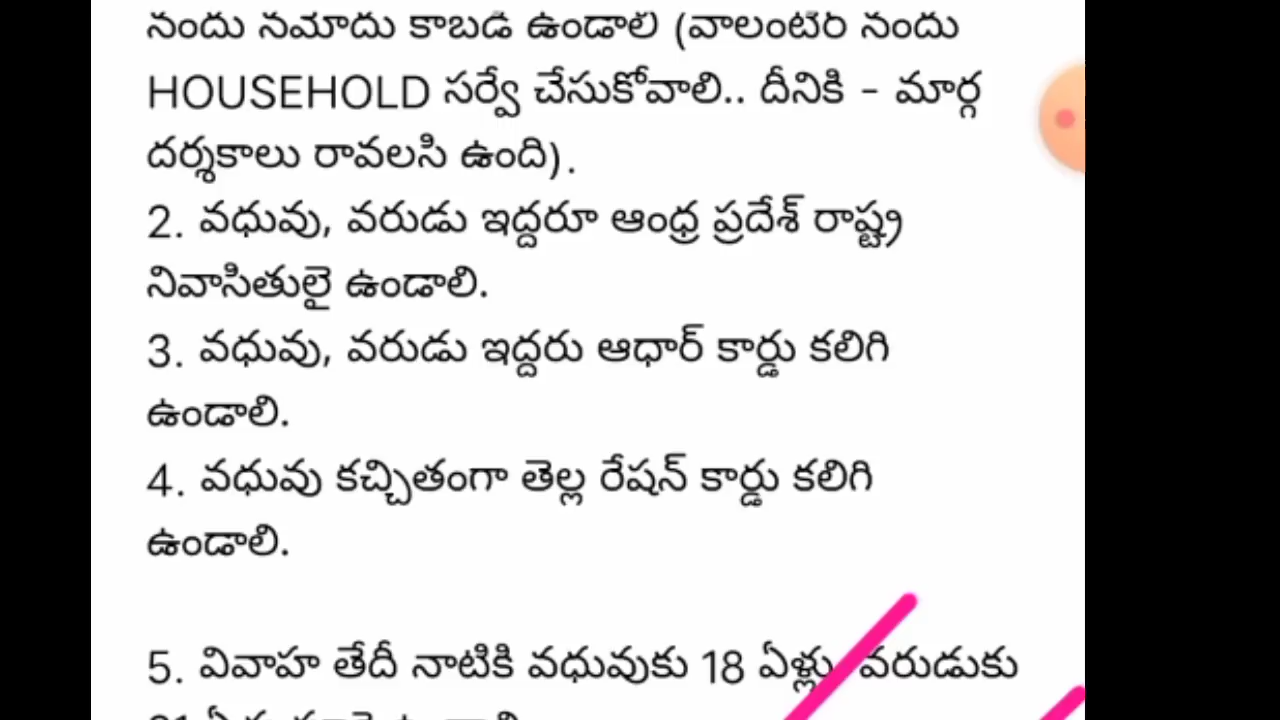 నందు నమోదు కాబడి ఉండాలి (వాలంటీర్ నందు
HOUSEHOLD సర్వే చేసుకోవాలి.. దీనికి - మార్గ
దర్శకాలు రావలసి ఉంది).
2. వధువు, వరుడు ఇద్దరూ ఆంధ్ర ప్రదేశ్ రాష్ట్ర
నివాసితులై ఉండాలి.
3. వధువు, వరుడు ఇద్దరు ఆధార్ కార్డు కలిగి
ఉండాలి.
4. వధువు కచ్చితంగా తెల్ల రేషన్ కార్డు కలిగి
ఉండాలి.
5. వివాహ తేదీ నాటికి వధువుకు 18 ఏళ్లు వరుడుకు